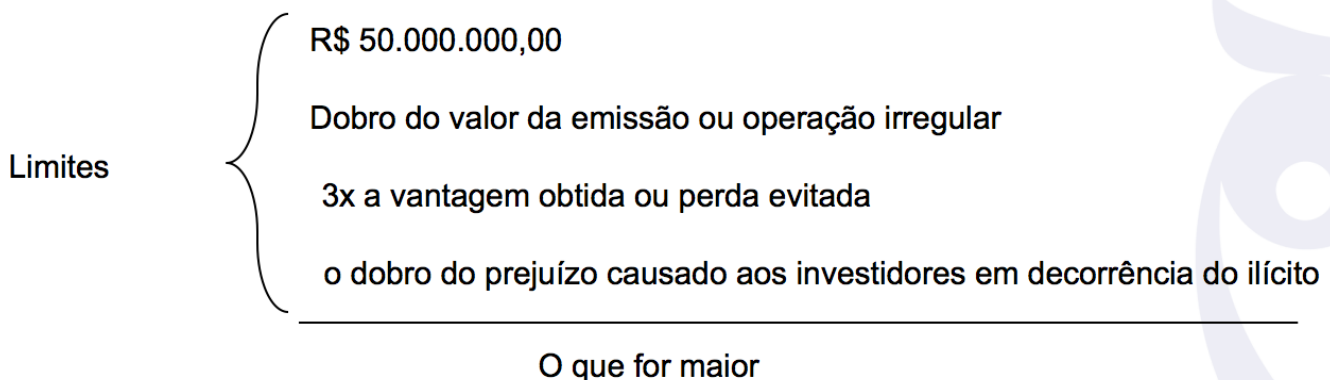 R$ 50.000.000,00
Dobro do valor da emissão ou operação irregular
Limites
3x a vantagem obtida ou perda evitada
o dobro do prejuízo causado aos investidores em decorrência do ilícito
O que for maior